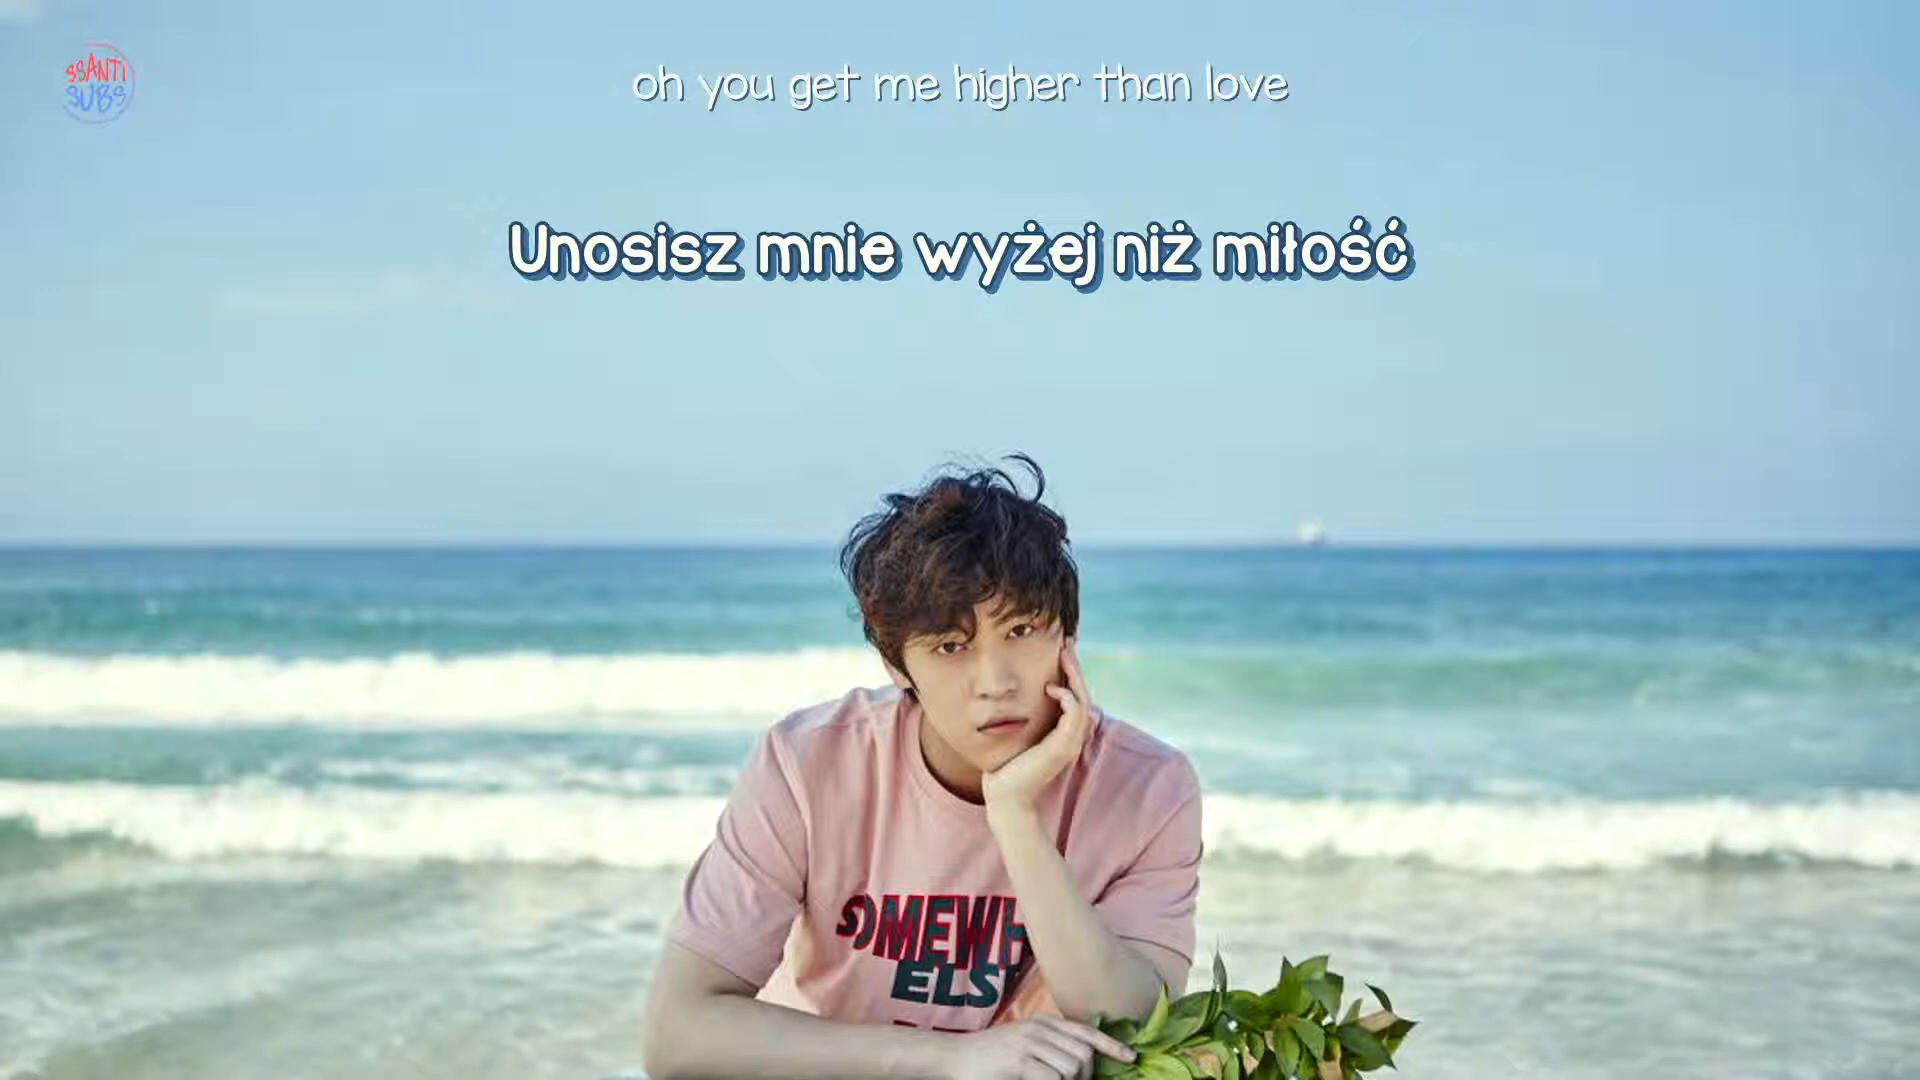 SSANTI
SUBS
oh you get me higher than love
Unosisz mnie wyżej niż miłość
SOMEWH
ELS